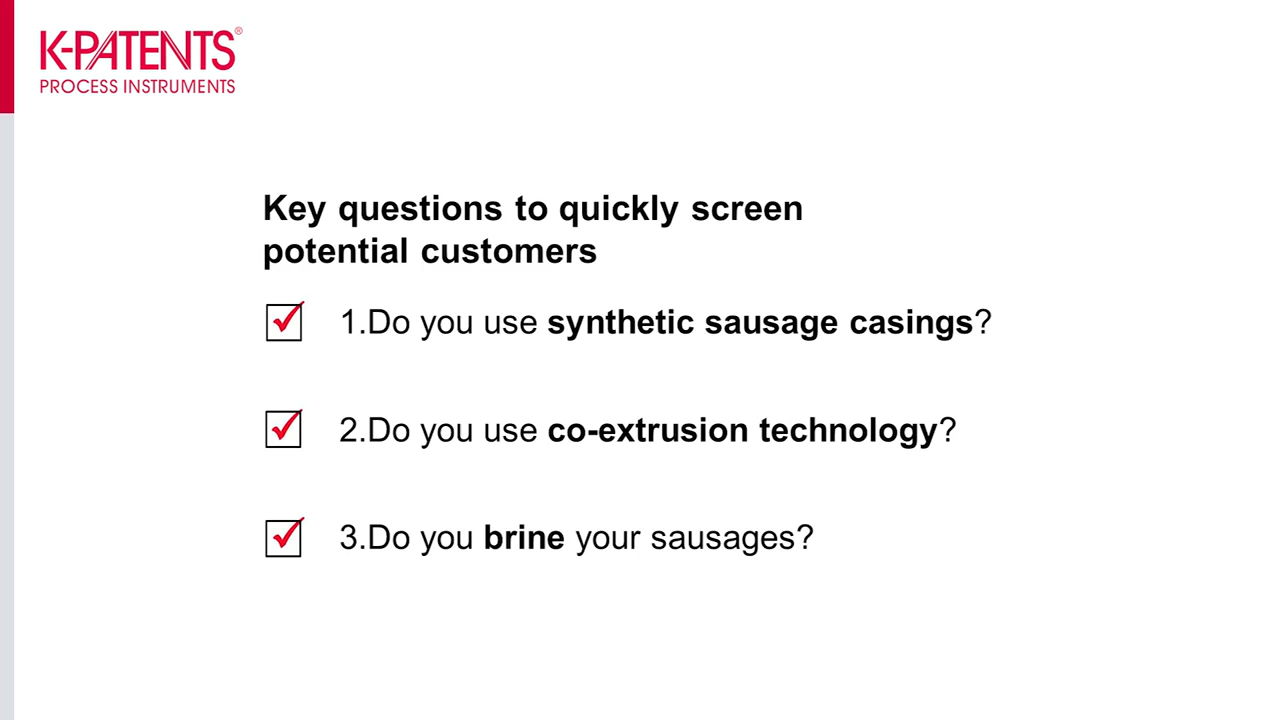 K-PATENTS®
PROCESS INSTRUMENTS
Key questions to quickly screen
potential customers
1.Do you use synthetic sausage casings?
2.Do you use co-extrusion technology?
3.Do you brine your sausages?